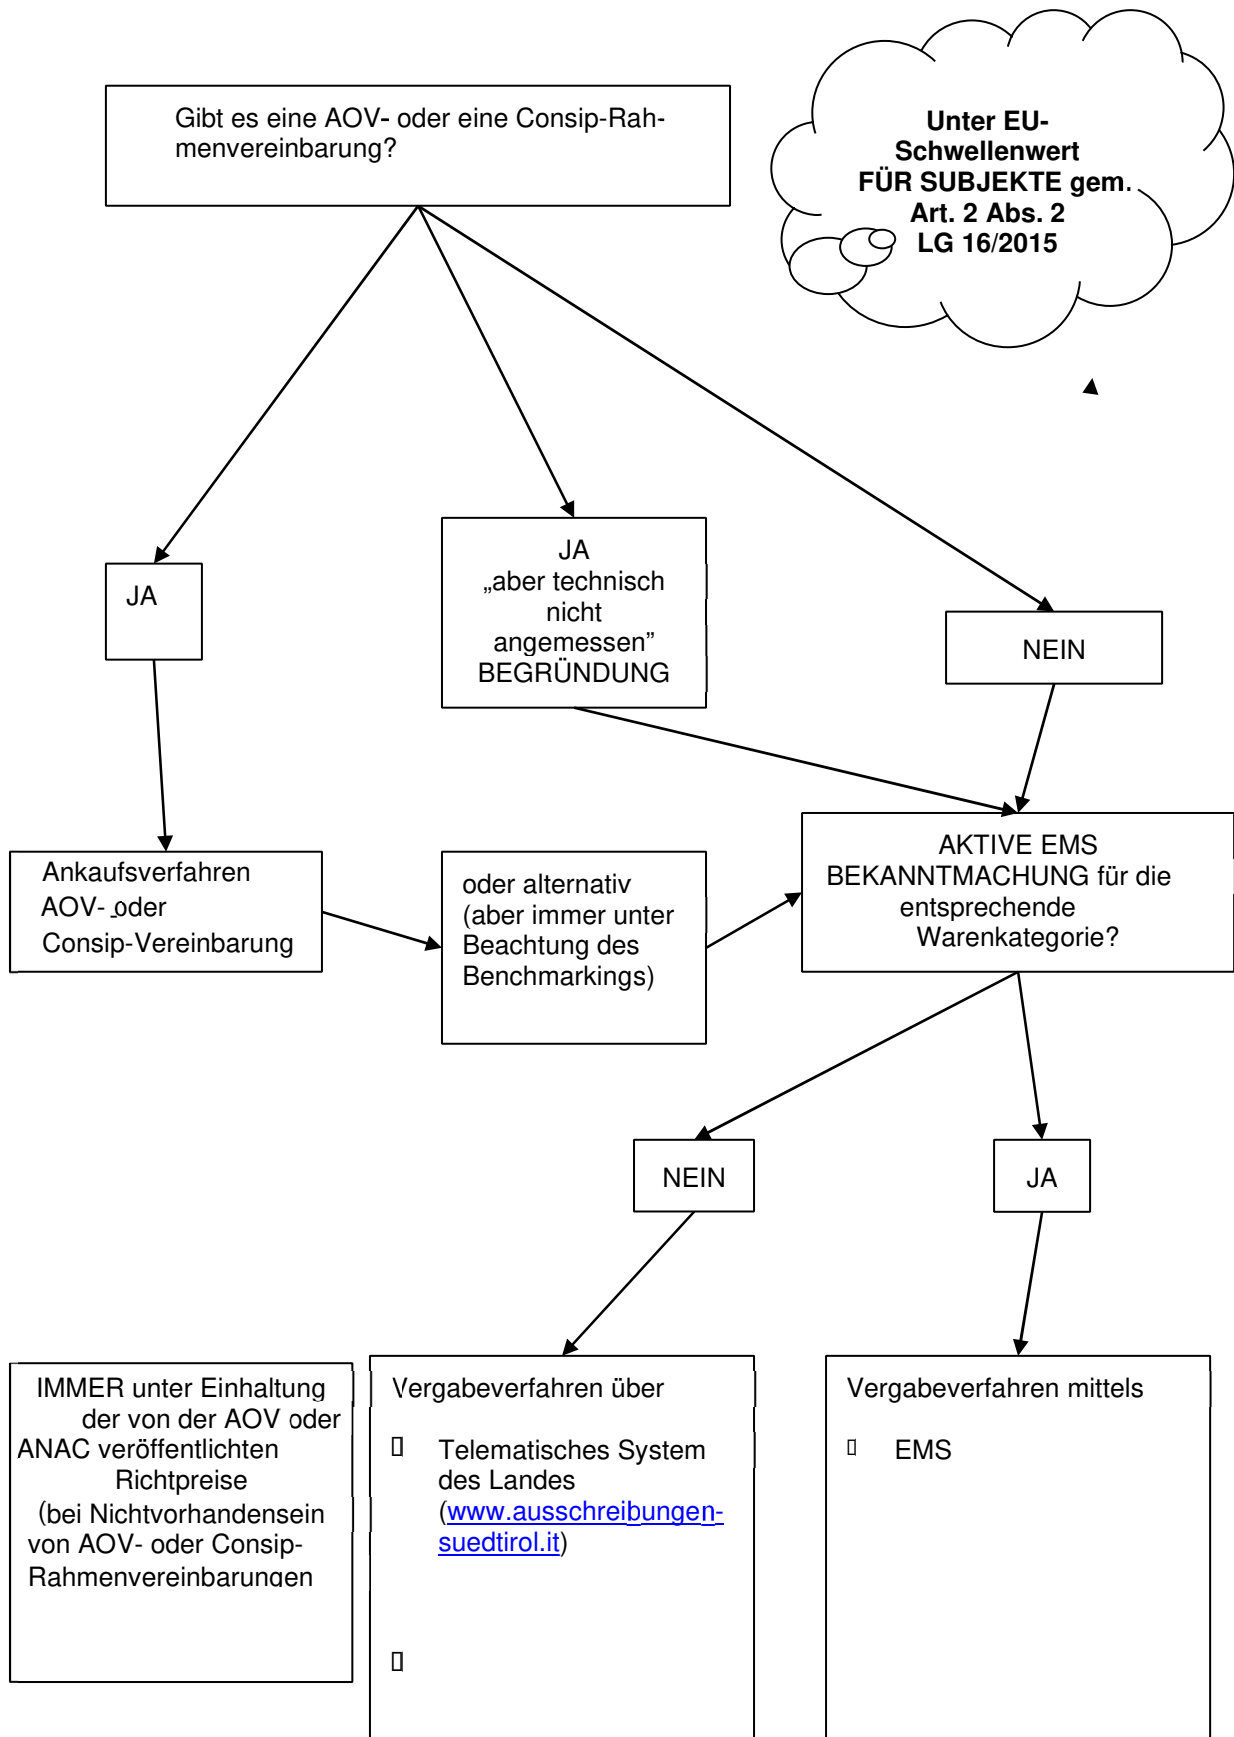 Gibt es eine AOV- oder eine Consip-Rah-
menvereinbarung?
Unter EU-
Schwellenwert
FÜR SUBJEKTE gem.
Art. 2 Abs. 2
LG 16/2015
JA
JA
„aber technisch
nicht
angemessen”
BEGRÜNDUNG
NEIN
Ankaufsverfahren
AOV- oder
Consip-Vereinbarung
oder alternativ
(aber immer unter
Beachtung des
Benchmarkings)
AKTIVE EMS
BEKANNTMACHUNG für die
entsprechende
Warenkategorie?
NEIN
JA
IMMER unter Einhaltung
der von der AOV oder
ANAC veröffentlichten
Richtpreise
(bei Nichtvorhandensein
von AOV- oder Consip-
Rahmenvereinbarungen
Vergabeverfahren über
Telematisches System
des Landes
(www.ausschreibungen-
suedtirol.it)
Vergabeverfahren mittels
EMS